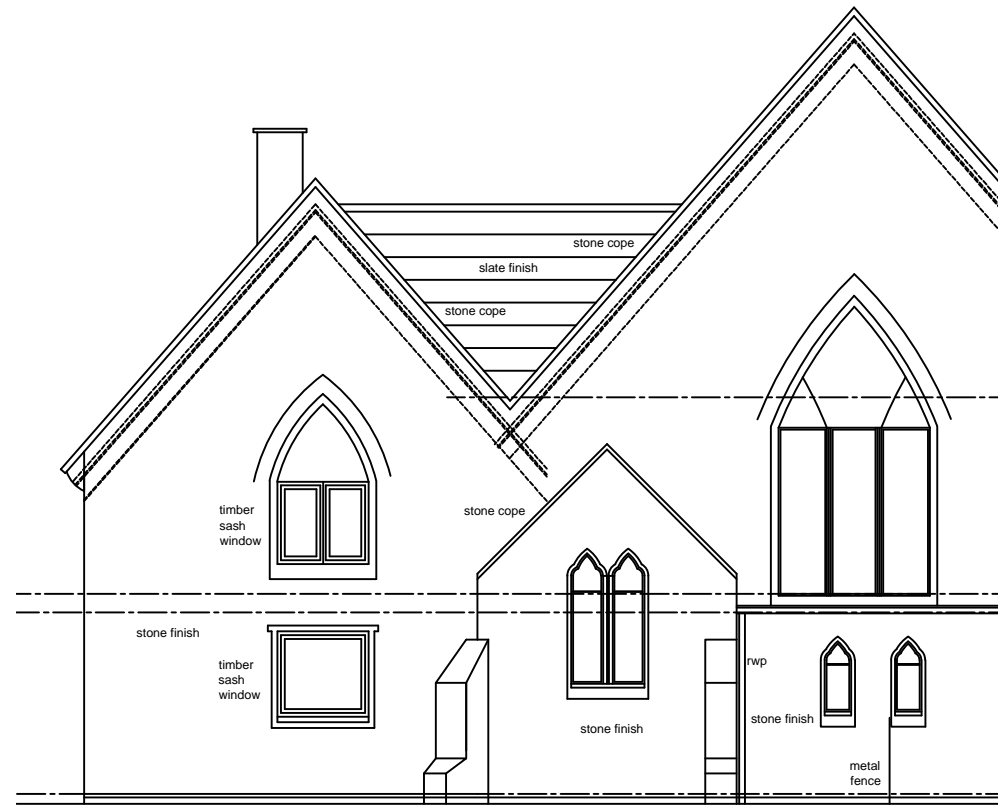 stone cope
slate finish
stone cope
timber
sash
window
stone cope
stone finish
timber
sash
window
rwp
stone finish
stone finish
metal
fence